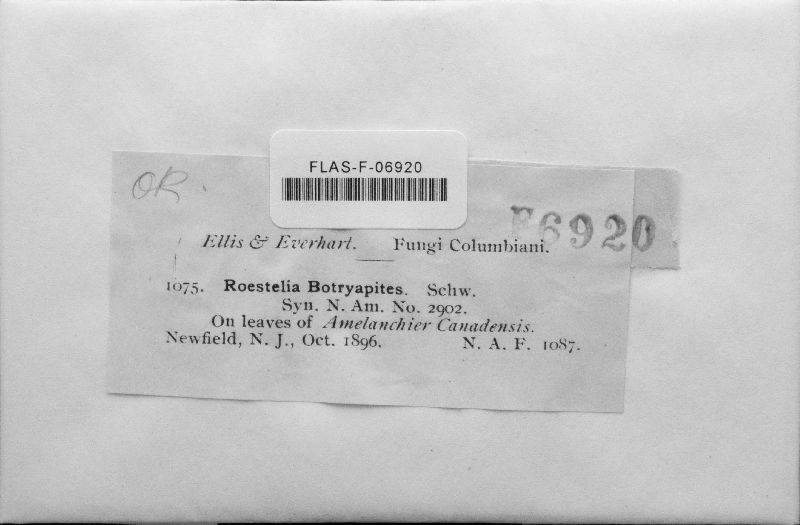 FLAS-F-06920
OR.
F6920
Ellis & Everhart. Fungi Columbiani.
1075. Roestelia Botryapites. Schw.
Syn. N. Am. No. 2902.
On leaves of Amelanchier Canadensis.
Newfield, N. J., Oct. 1896. N. A. F. 1087.